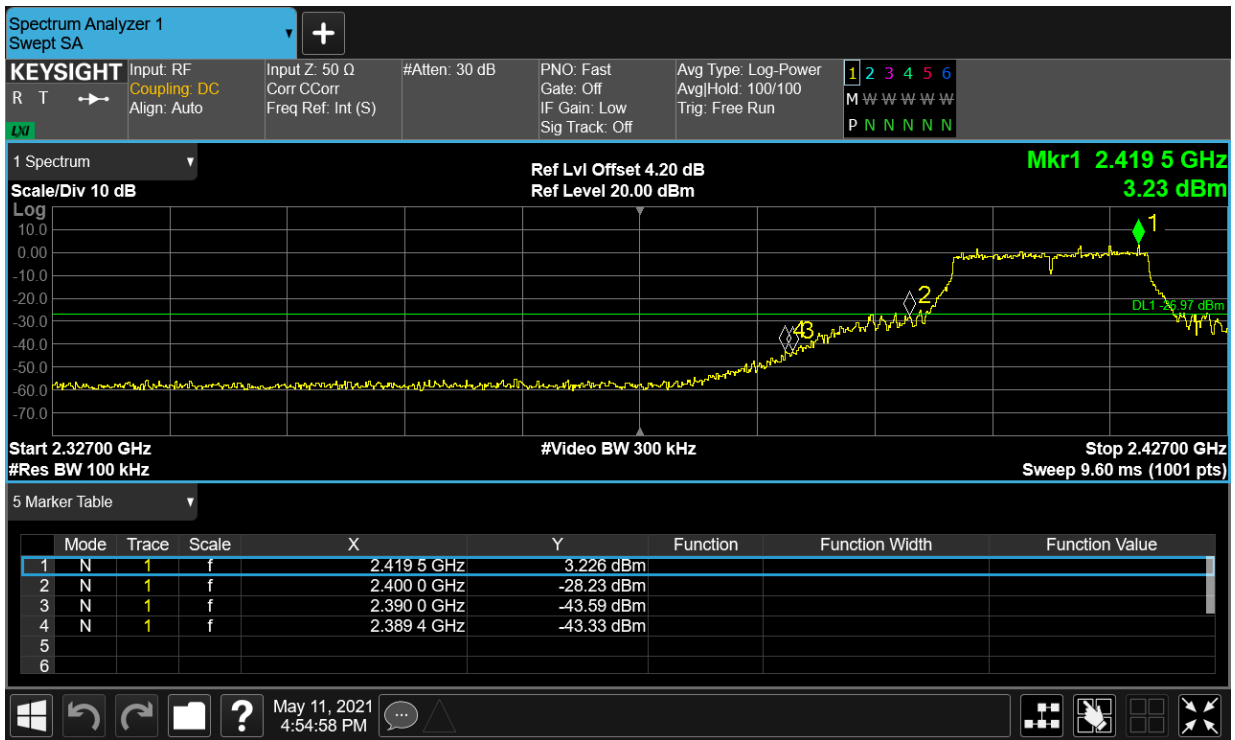 Spectrum Analyzer 1
Swept SA
+
KEYSIGHT Input: RF Input Z: 50 Ω #Atten: 30 dB PNO: Fast Avg Type: Log-Power 1 2 3 4 5 6
R T Coupling: DC Corr CCorr Gate: Off Avg|Hold: 100/100 M W W W W W
Align: Auto Freq Ref: Int (S) IF Gain: Low Trig: Free Run P N N N N N N
LXI Sig Track: Off
1 Spectrum Ref Lvl Offset 4.20 dB Mkr1 2.419 5 GHz
Scale/Div 10 dB Ref Level 20.00 dBm 3.23 dBm
Log
10.0 1
0.00
-10.0
-20.0 2 DL1 -26.97 dBm
-30.0 43
-40.0
-50.0
-60.0
-70.0
Start 2.32700 GHz #Video BW 300 kHz Stop 2.42700 GHz
#Res BW 100 kHz Sweep 9.60 ms (1001 pts)
5 Marker Table
Mode Trace Scale X Y Function Function Width Function Value
1 N 1 f 2.419 5 GHz 3.226 dBm
2 N 1 f 2.400 0 GHz -28.23 dBm
3 N 1 f 2.390 0 GHz -43.59 dBm
4 N 1 f 2.389 4 GHz -43.33 dBm
5
6
? May 11, 2021
4:54:58 PM